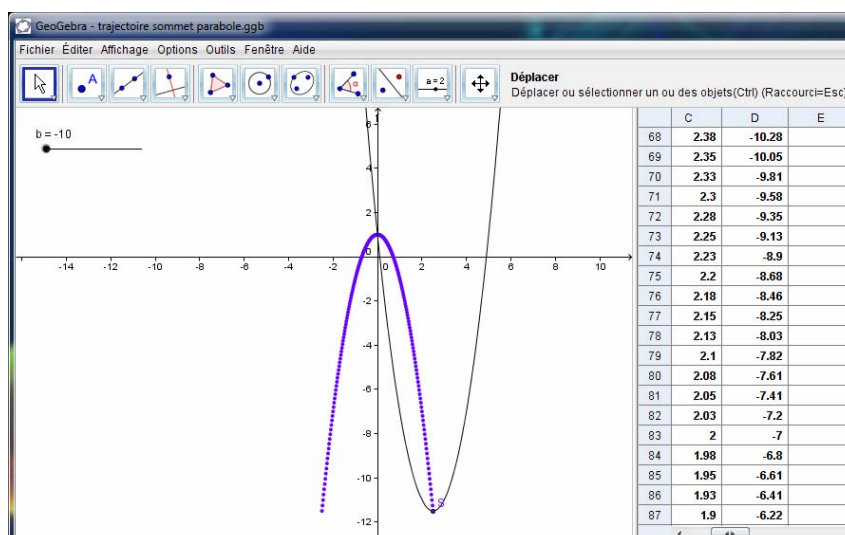 GeoGebra - trajectoire sommet parabole.ggb
Fichier Éditer Affichage Options Outils Fenêtre Aide
A
α
a = 2
Déplacer
Déplacer ou sélectionner un ou des objets(Ctrl) (Raccourci=Esc)
b = -10
6
4
2
0
-2
-4
-6
-8
-10
-12
-14 -12 -10 -8 -6 -4 -2 0 2 4 6 8 10
S
C D E
68 2.38 -10.28
69 2.35 -10.05
70 2.33 -9.81
71 2.3 -9.58
72 2.28 -9.35
73 2.25 -9.13
74 2.23 -8.9
75 2.2 -8.68
76 2.18 -8.46
77 2.15 -8.25
78 2.13 -8.03
79 2.1 -7.82
80 2.08 -7.61
81 2.05 -7.41
82 2.03 -7.2
83 2 -7
84 1.98 -6.8
85 1.95 -6.61
86 1.93 -6.41
87 1.9 -6.22